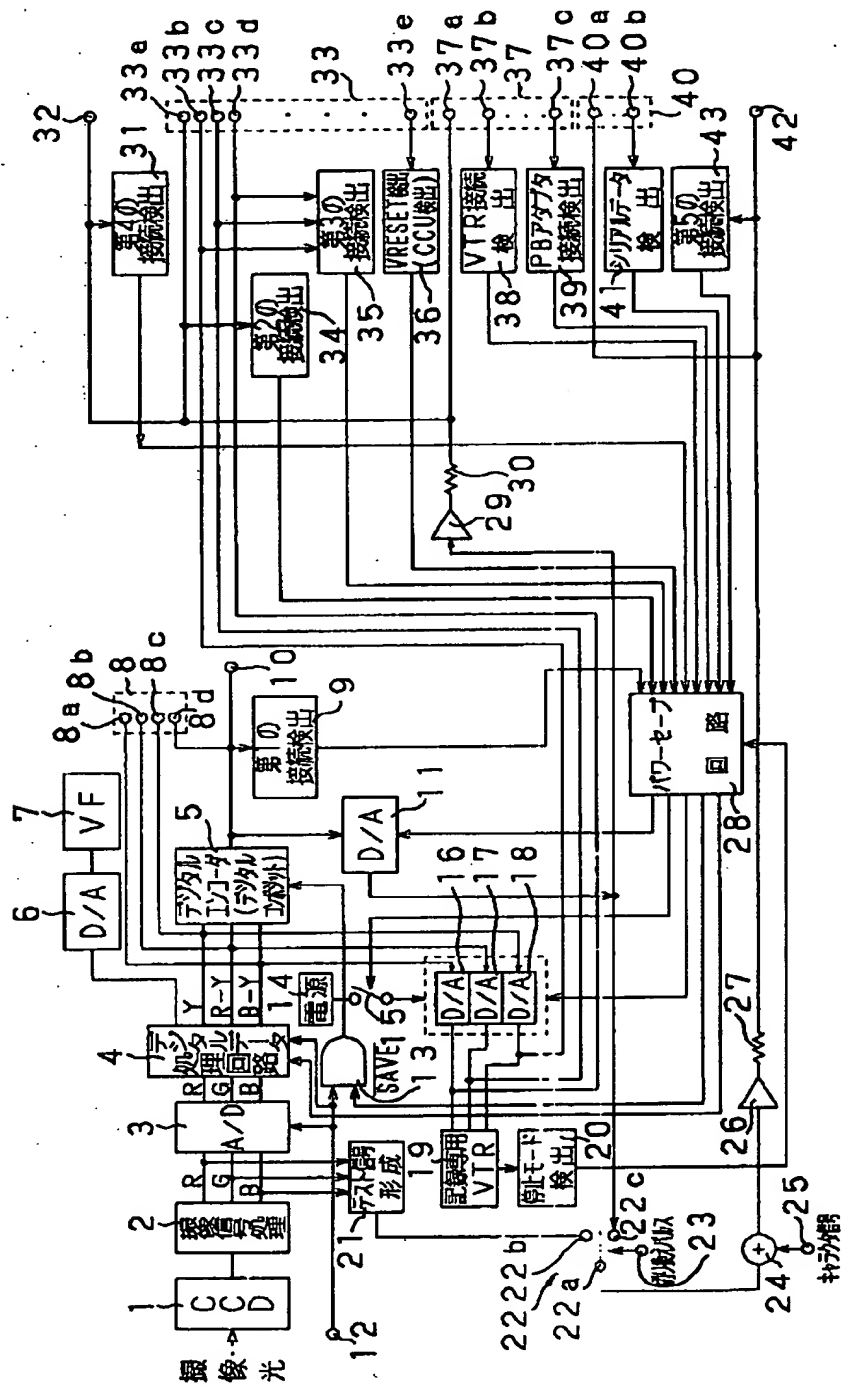 撮像光
1
CCD
2
撮像信号処理
R
G
B
3
A/D
R
G
B
4
デジタルデータ処理回路
Y
R-Y
B-Y
5
デジタルエンコーダ
(デジタルコンポジット)
6
D/A
7
VF
8a
8b
8
8c
8d
10
第1の接続検出
9
D/A
11
12
13
SAVE
電源
14
15
D/A
16
D/A
17
D/A
18
19
記録専用VTR
停止モード検出
20
テスト信号形成
21
22
22b
22a
22c
切り換えパルス
23
24
キャラクタ信号
25
26
27
パワーセーブ回路
28
29
30
第4の接続検出
31
32
33a
33b
33c
33d
33
33e
第2の接続検出
34
第3の接続検出
35
VRESET検出
(CCU検出)
36
37a
37b
37
37c
VTR接続検出
38
PBアダプタ接続検出
39
40a
40b
40
シリアルデータ検出
41
第5の接続検出
43
42